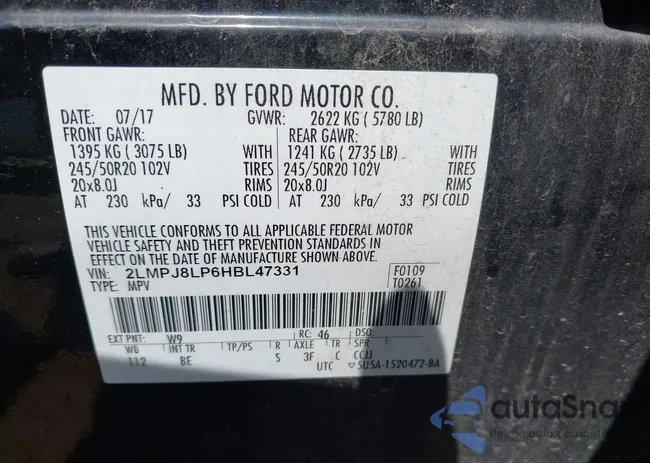 MFD. BY FORD MOTOR CO.
DATE: 07/17 GVWR: 2622 KG ( 5780 LB)
FRONT GAWR: REAR GAWR:
1395 KG ( 3075 LB) WITH 1241 KG ( 2735 LB) WITH
245/50R20 102V TIRES 245/50R20 102V TIRES
20x8.0J RIMS 20x8.0J RIMS
AT 230 kPa/ 33 PSI COLD AT 230 kPa/ 33 PSI COLD
THIS VEHICLE CONFORMS TO ALL APPLICABLE FEDERAL MOTOR
VEHICLE SAFETY AND THEFT PREVENTION STANDARDS IN
EFFECT ON THE DATE OF MANUFACTURE SHOWN ABOVE.
VIN: 2LMPJ8LP6HBL47331 F0109
TYPE: MPV T0261
EXT PNT: W9 RC: 46 DSO:
WB INT TR TP/PS R AXLE TR SPR
112 BE S 3F C CCJJ
UTC ▽5U5A-1520472-BA
autaSna
Pewne auta z